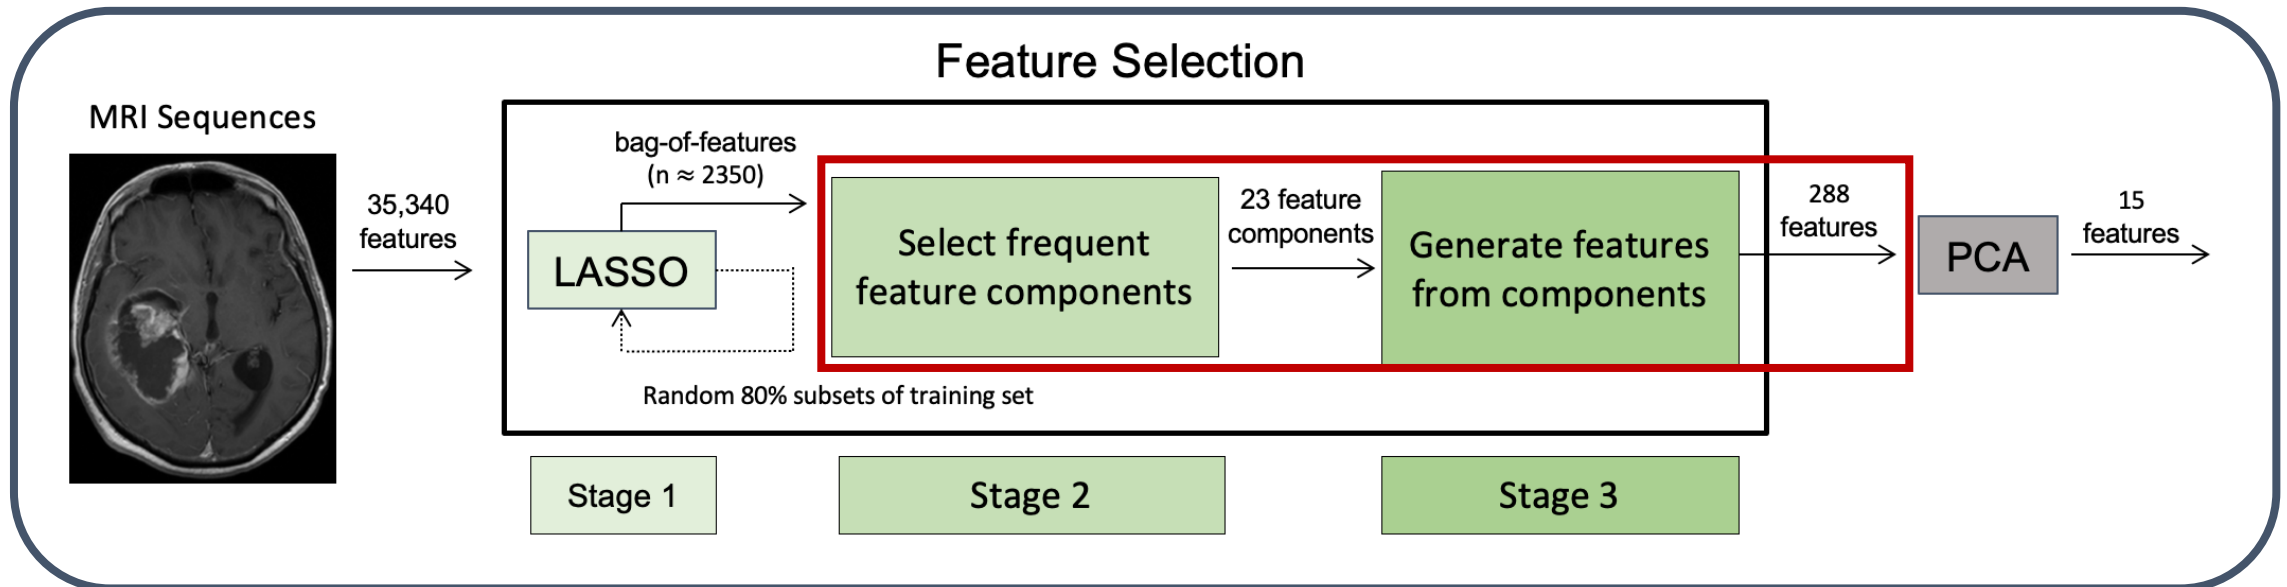 Feature Selection
MRI Sequences
35,340
features
bag-of-features
(n ≈ 2350)
LASSO
Random 80% subsets of training set
Select frequent
feature components
23 feature
components
Generate features
from components
288
features
PCA
15
features
Stage 1
Stage 2
Stage 3